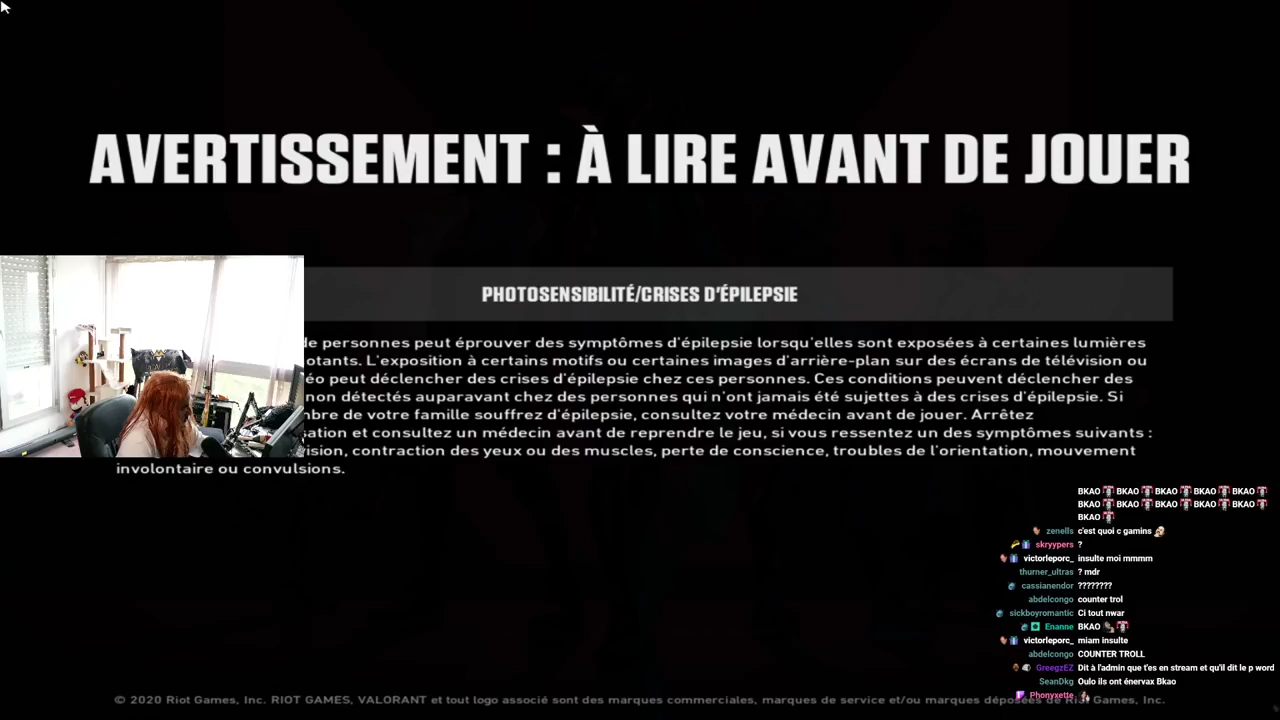 AVERTISSEMENT : À LIRE AVANT DE JOUER
PHOTOSENSIBILITÉ/CRISES D'ÉPILEPSIE
de personnes peut éprouver des symptômes d'épilepsie lorsqu'elles sont exposées à certaines lumières
otants. L'exposition à certains motifs ou certaines images d'arrière-plan sur des écrans de télévision ou
éo peut déclencher des crises d'épilepsie chez ces personnes. Ces conditions peuvent déclencher des
non détectés auparavant chez des personnes qui n'ont jamais été sujettes à des crises d'épilepsie. Si
mbre de votre famille souffrez d'épilepsie, consultez votre médecin avant de jouer. Arrêtez
sation et consultez un médecin avant de reprendre le jeu, si vous ressentez un des symptômes suivants :
ision, contraction des yeux ou des muscles, perte de conscience, troubles de l'orientation, mouvement
involontaire ou convulsions.
BKAO BKAO BKAO BKAO BKAO
BKAO BKAO BKAO BKAO BKAO
BKAO
zenells c'est quoi c gamins
skryypers ?
victorleporc_ insulte moi mmmm
thurner_ultras ? mdr
cassianendor ????????
abdelcongo counter trol
sickboyromantic Ci tout nwar
Enanne BKAO
victorleporc_ miam insulte
abdelcongo COUNTER TROLL
GreegzEZ Dit à l'admin que t'es en stream et qu'il dit le p word
SeanDkg Oulo ils ont énervax Bkao
Phonyxette
© 2020 Riot Games, Inc. RIOT GAMES, VALORANT et tout logo associé sont des marques commerciales, marques de service et/ou marques déposées de Riot Games, Inc.